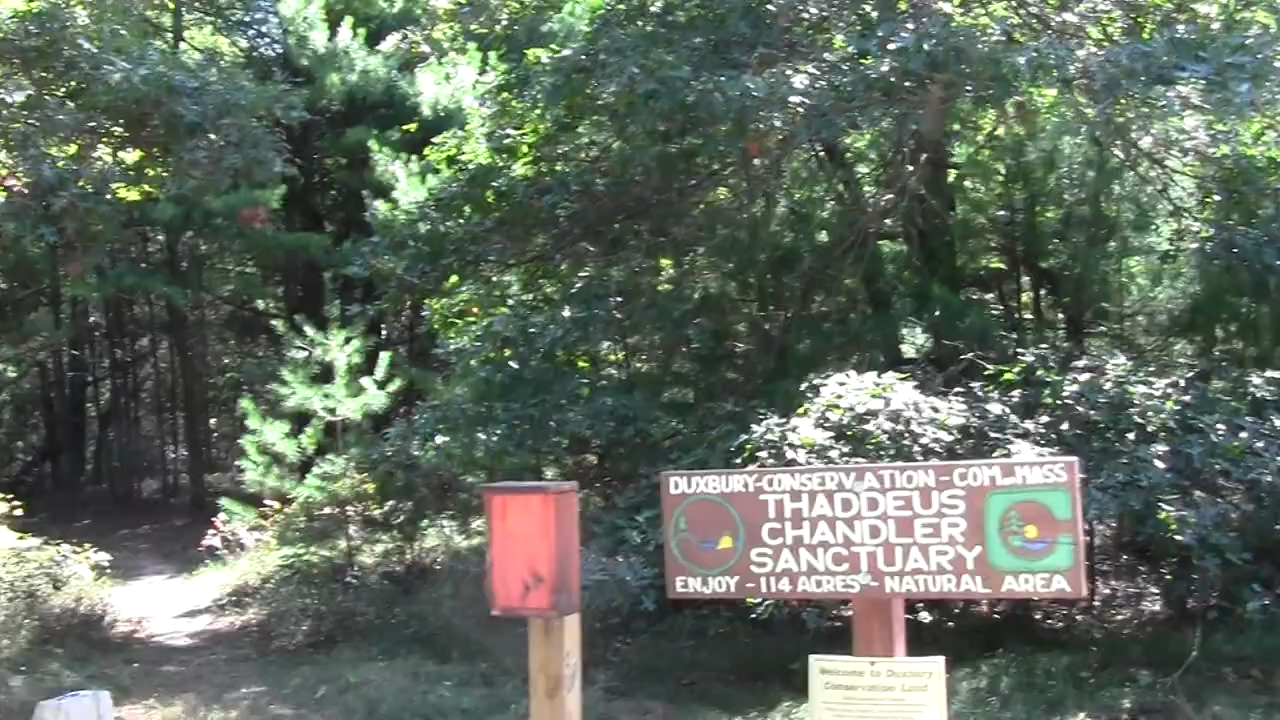 DUXBURY-CONSERVATION-COM. MASS
THADDEUS
CHANDLER
SANCTUARY
ENJOY - 114 ACRES - NATURAL AREA
Welcome to Duxbury
Conservation Land